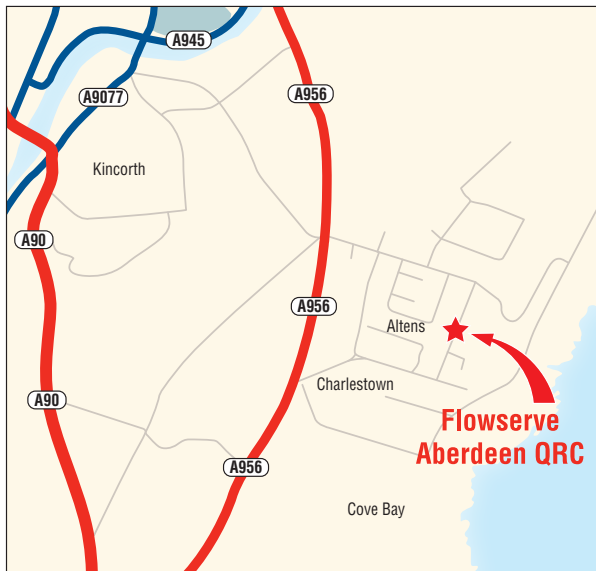 A945
A9077
A956
Kincorth
A90
A956
Altens
Charlestown
A90
Flowserve
Aberdeen QRC
A956
Cove Bay